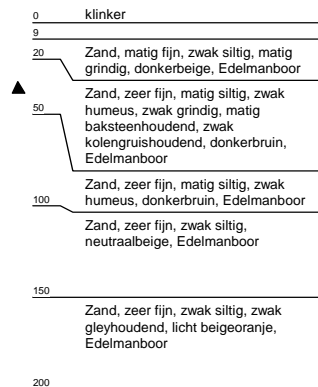 0 klinker
9
20 Zand, matig fijn, zwak siltig, matig
grindig, donkerbeige, Edelmanboor
Zand, zeer fijn, matig siltig, zwak
50 humeus, zwak grindig, matig
baksteenhoudend, zwak
kolengruishoudend, donkerbruin,
Edelmanboor
Zand, zeer fijn, matig siltig, zwak
100 humeus, donkerbruin, Edelmanboor
Zand, zeer fijn, zwak siltig,
neutraalbeige, Edelmanboor
150
Zand, zeer fijn, zwak siltig, zwak
gleyhoudend, licht beigeoranje,
Edelmanboor
200